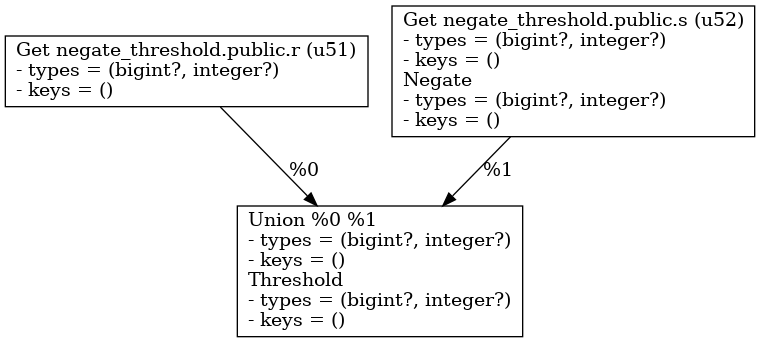 Get negate_threshold.public.r (u51)
- types = (bigint?, integer?)
- keys = ()
Get negate_threshold.public.s (u52)
- types = (bigint?, integer?)
- keys = ()
Negate
- types = (bigint?, integer?)
- keys = ()
%0
%1
Union %0 %1
- types = (bigint?, integer?)
- keys = ()
Threshold
- types = (bigint?, integer?)
- keys = ()